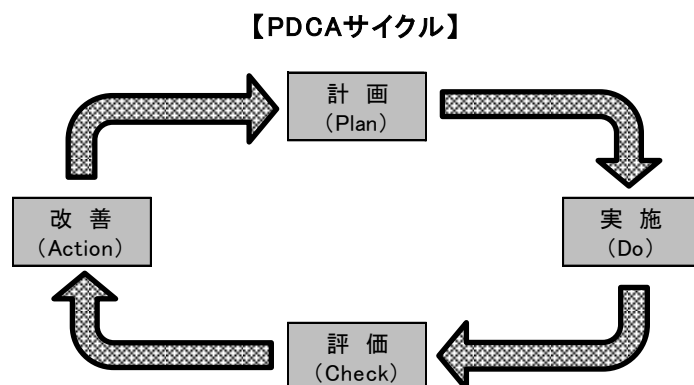 【PDCAサイクル】
計 画
（Plan）
改 善
（Action）
実 施
（Do）
評 価
（Check）